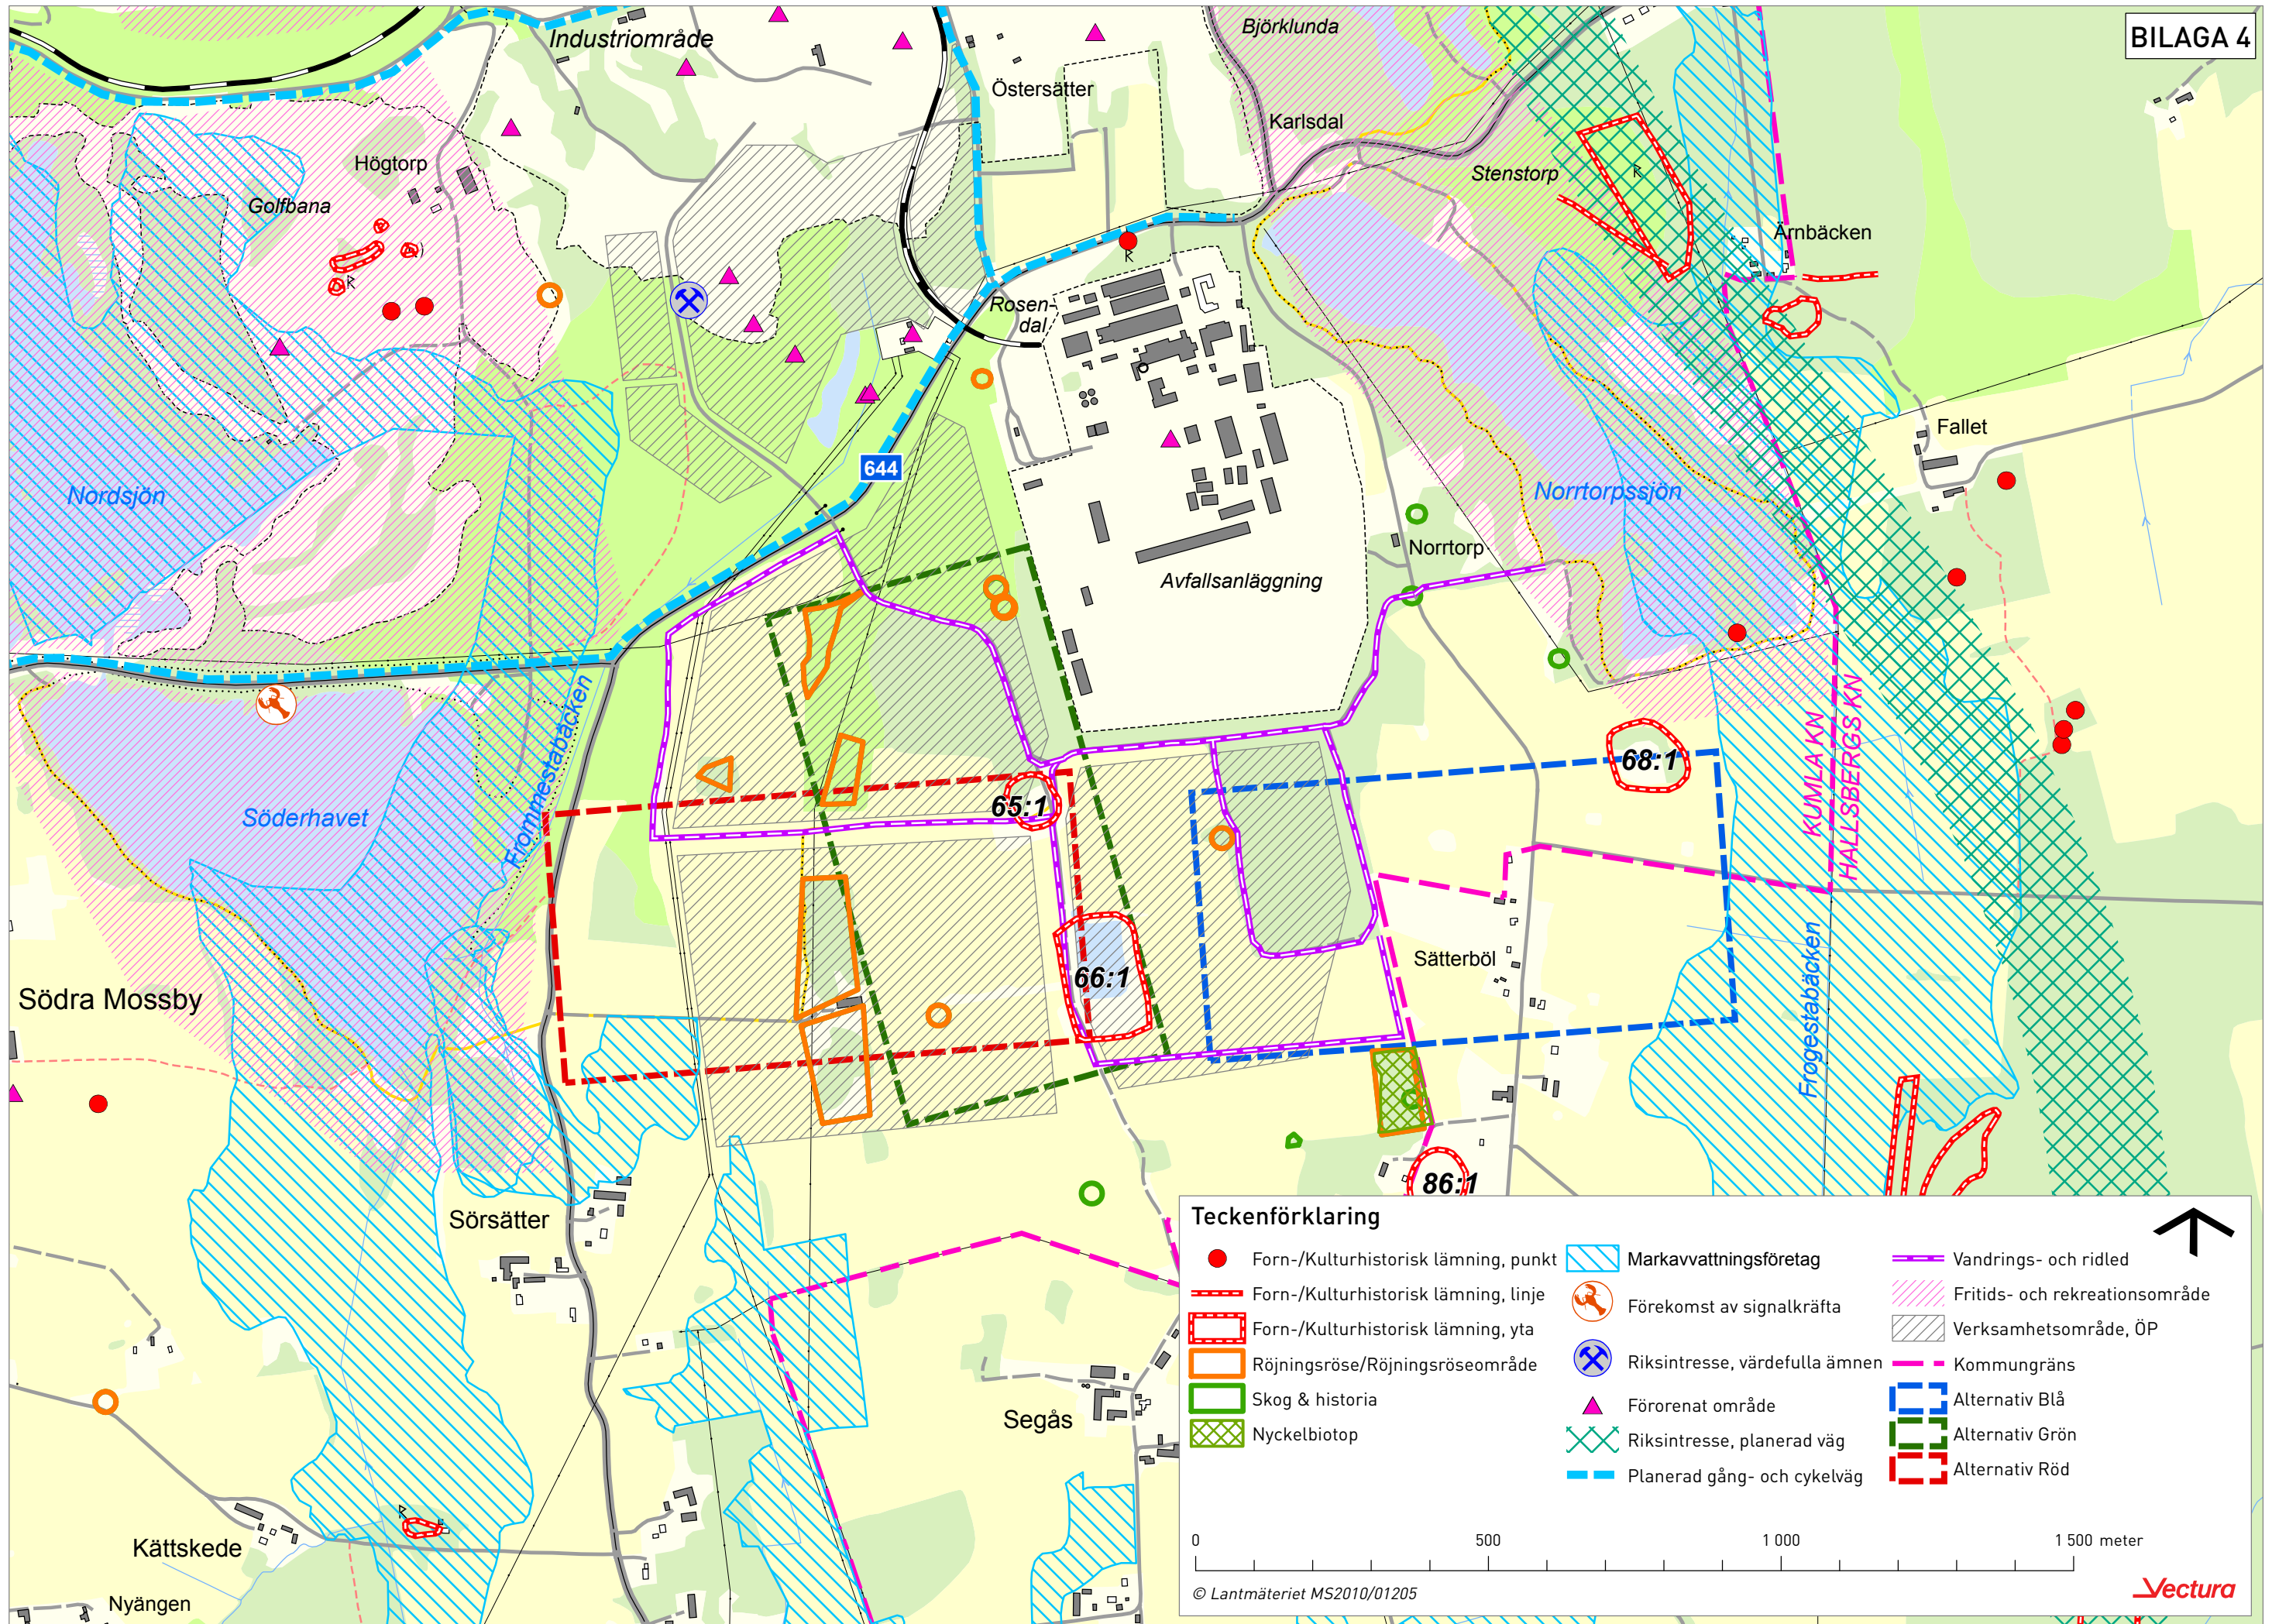 BILAGA 4
Industriområde
Björklunda
Östersätter
Karlsdal
Högtorp
Stenstorp
Golfbana
Ärnbäcken
R
R
R
R
Rosen-
dal
644
Fallet
Nordsjön
Norrtorpssjön
Norrtorp
Avfallsanläggning
Frommestabäcken
KUMLA KN
HALLSBERGS KN
68:1
65:1
Söderhavet
Sätterböl
66:1
Södra Mossby
Frogestabäcken
86:1
Sörsätter
Segås
Kättskede
R
Nyängen
Teckenförklaring
Forn-/Kulturhistorisk lämning, punkt
Forn-/Kulturhistorisk lämning, linje
Forn-/Kulturhistorisk lämning, yta
Röjningsröse/Röjningsröseområde
Skog & historia
Nyckelbiotop
Markavvattningsföretag
Förekomst av signalkräfta
Riksintresse, värdefulla ämnen
Förorenat område
Riksintresse, planerad väg
Planerad gång- och cykelväg
Vandrings- och ridled
Fritids- och rekreationsområde
Verksamhetsområde, ÖP
Kommungräns
Alternativ Blå
Alternativ Grön
Alternativ Röd
0 500 1 000 1 500 meter
© Lantmäteriet MS2010/01205
Vectura